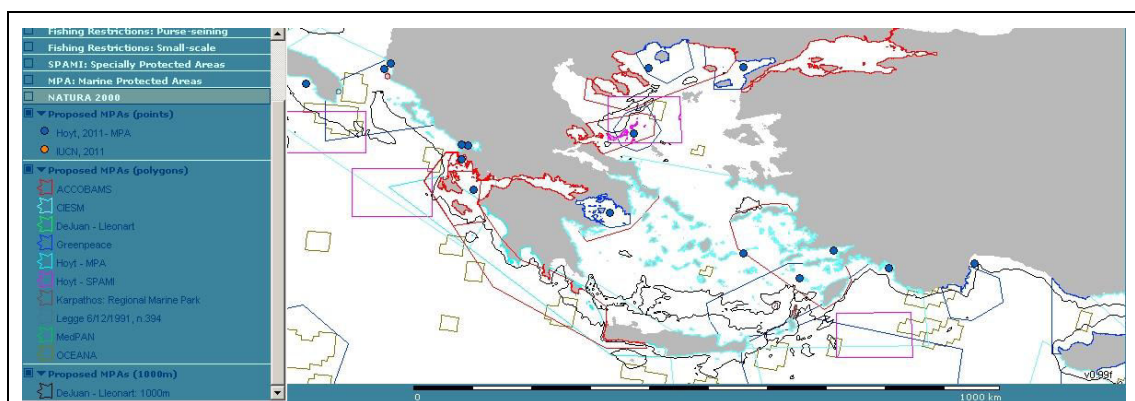 Fishing Restrictions: Purse-seining
Fishing Restrictions: Small-scale
SPAMI: Specially Protected Areas
MPA: Marine Protected Areas
NATURA 2000
Proposed MPAs (points)
Hoyt, 2011- MPA
IUCN, 2011
Proposed MPAs (polygons)
ACCOBAMS
CIESM
DeJuan - Lleonart
Greenpeace
Hoyt - MPA
Hoyt - SPAMI
Karpathos: Regional Marine Park
Legge 6/12/1991, n.394
MedPAN
OCEANA
Proposed MPAs (1000m)
DeJuan - Lleonart: 1000m
v0.99f
0 1000 km